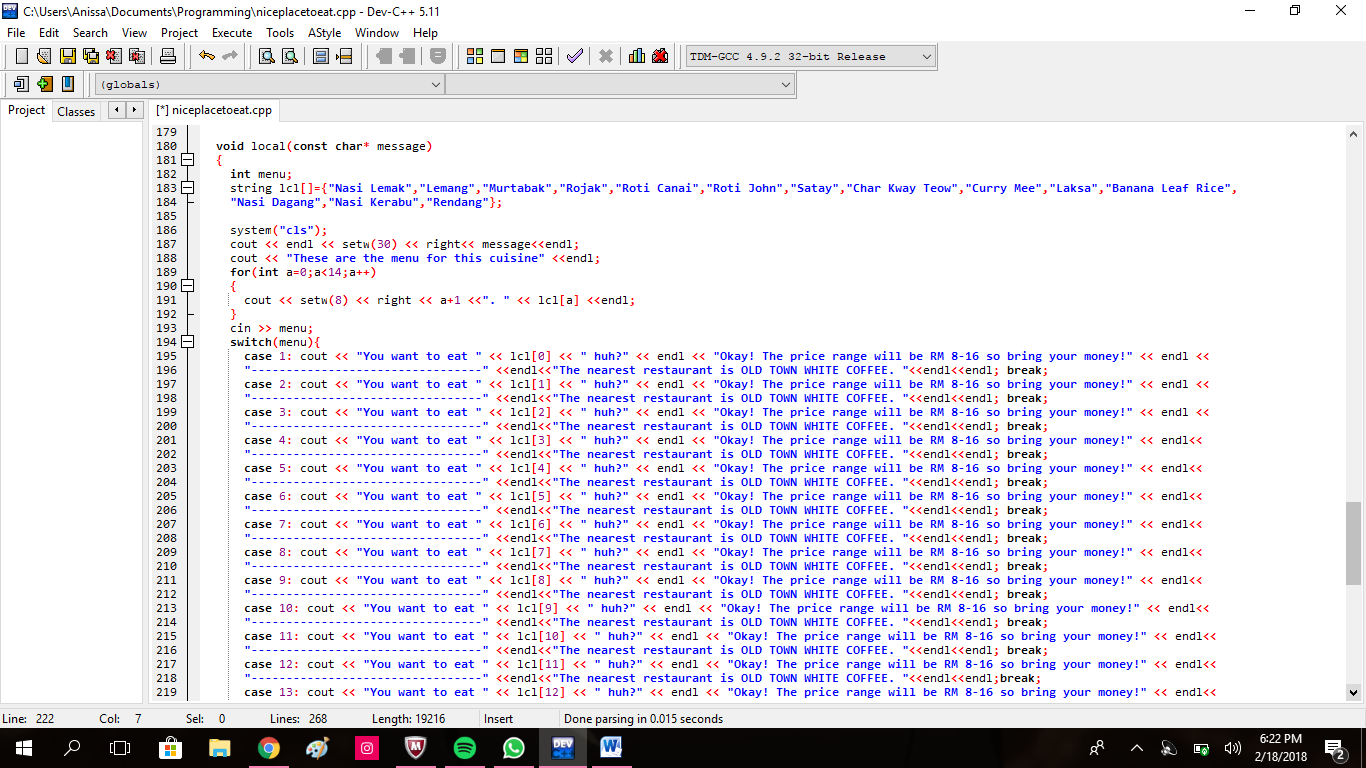 C:\Users\Anissa\Documents\Programming\niceplacetoeat.cpp - Dev-C++ 5.11
File Edit Search View Project Execute Tools AStyle Window Help
TDM-GCC 4.9.2 32-bit Release
(globals)
Project Classes [*] niceplacetoeat.cpp
179
180 void local(const char* message)
181 {
182 int menu;
183 string lcl[]={"Nasi Lemak","Lemang","Murtabak","Rojak","Roti Canai","Roti John","Satay","Char Kway Teow","Curry Mee","Laksa","Banana Leaf Rice",
184 "Nasi Dagang","Nasi Kerabu","Rendang"};
185
186 system("cls");
187 cout << endl << setw(30) << right<< message<<endl;
188 cout << "These are the menu for this cuisine" <<endl;
189 for(int a=0;a<14;a++)
190 {
191 cout << setw(8) << right << a+1 <<". " << lcl[a] <<endl;
192 }
193 cin >> menu;
194 switch(menu){
195 case 1: cout << "You want to eat " << lcl[0] << " huh?" << endl << "Okay! The price range will be RM 8-16 so bring your money!" << endl <<
196 "---------------------------------" <<endl<<"The nearest restaurant is OLD TOWN WHITE COFFEE. "<<endl<<endl; break;
197 case 2: cout << "You want to eat " << lcl[1] << " huh?" << endl << "Okay! The price range will be RM 8-16 so bring your money!" << endl <<
198 "---------------------------------" <<endl<<"The nearest restaurant is OLD TOWN WHITE COFFEE. "<<endl<<endl; break;
199 case 3: cout << "You want to eat " << lcl[2] << " huh?" << endl << "Okay! The price range will be RM 8-16 so bring your money!" << endl <<
200 "---------------------------------" <<endl<<"The nearest restaurant is OLD TOWN WHITE COFFEE. "<<endl<<endl; break;
201 case 4: cout << "You want to eat " << lcl[3] << " huh?" << endl << "Okay! The price range will be RM 8-16 so bring your money!" << endl<<
202 "---------------------------------" <<endl<<"The nearest restaurant is OLD TOWN WHITE COFFEE. "<<endl<<endl; break;
203 case 5: cout << "You want to eat " << lcl[4] << " huh?" << endl << "Okay! The price range will be RM 8-16 so bring your money!" << endl<<
204 "---------------------------------" <<endl<<"The nearest restaurant is OLD TOWN WHITE COFFEE. "<<endl<<endl; break;
205 case 6: cout << "You want to eat " << lcl[5] << " huh?" << endl << "Okay! The price range will be RM 8-16 so bring your money!" << endl<<
206 "---------------------------------" <<endl<<"The nearest restaurant is OLD TOWN WHITE COFFEE. "<<endl<<endl; break;
207 case 7: cout << "You want to eat " << lcl[6] << " huh?" << endl << "Okay! The price range will be RM 8-16 so bring your money!" << endl<<
208 "---------------------------------" <<endl<<"The nearest restaurant is OLD TOWN WHITE COFFEE. "<<endl<<endl; break;
209 case 8: cout << "You want to eat " << lcl[7] << " huh?" << endl << "Okay! The price range will be RM 8-16 so bring your money!" << endl<<
210 "---------------------------------" <<endl<<"The nearest restaurant is OLD TOWN WHITE COFFEE. "<<endl<<endl; break;
211 case 9: cout << "You want to eat " << lcl[8] << " huh?" << endl << "Okay! The price range will be RM 8-16 so bring your money!" << endl<<
212 "---------------------------------" <<endl<<"The nearest restaurant is OLD TOWN WHITE COFFEE. "<<endl<<endl; break;
213 case 10: cout << "You want to eat " << lcl[9] << " huh?" << endl << "Okay! The price range will be RM 8-16 so bring your money!" << endl<<
214 "---------------------------------" <<endl<<"The nearest restaurant is OLD TOWN WHITE COFFEE. "<<endl<<endl; break;
215 case 11: cout << "You want to eat " << lcl[10] << " huh?" << endl << "Okay! The price range will be RM 8-16 so bring your money!" << endl<<
216 "---------------------------------" <<endl<<"The nearest restaurant is OLD TOWN WHITE COFFEE. "<<endl<<endl; break;
217 case 12: cout << "You want to eat " << lcl[11] << " huh?" << endl << "Okay! The price range will be RM 8-16 so bring your money!" << endl<<
218 "---------------------------------" <<endl<<"The nearest restaurant is OLD TOWN WHITE COFFEE. "<<endl<<endl;break;
219 case 13: cout << "You want to eat " << lcl[12] << " huh?" << endl << "Okay! The price range will be RM 8-16 so bring your money!" << endl<<
Line: 222 Col: 7 Sel: 0 Lines: 268 Length: 19216 Insert Done parsing in 0.015 seconds
DEV
6:22 PM
2/18/2018
2